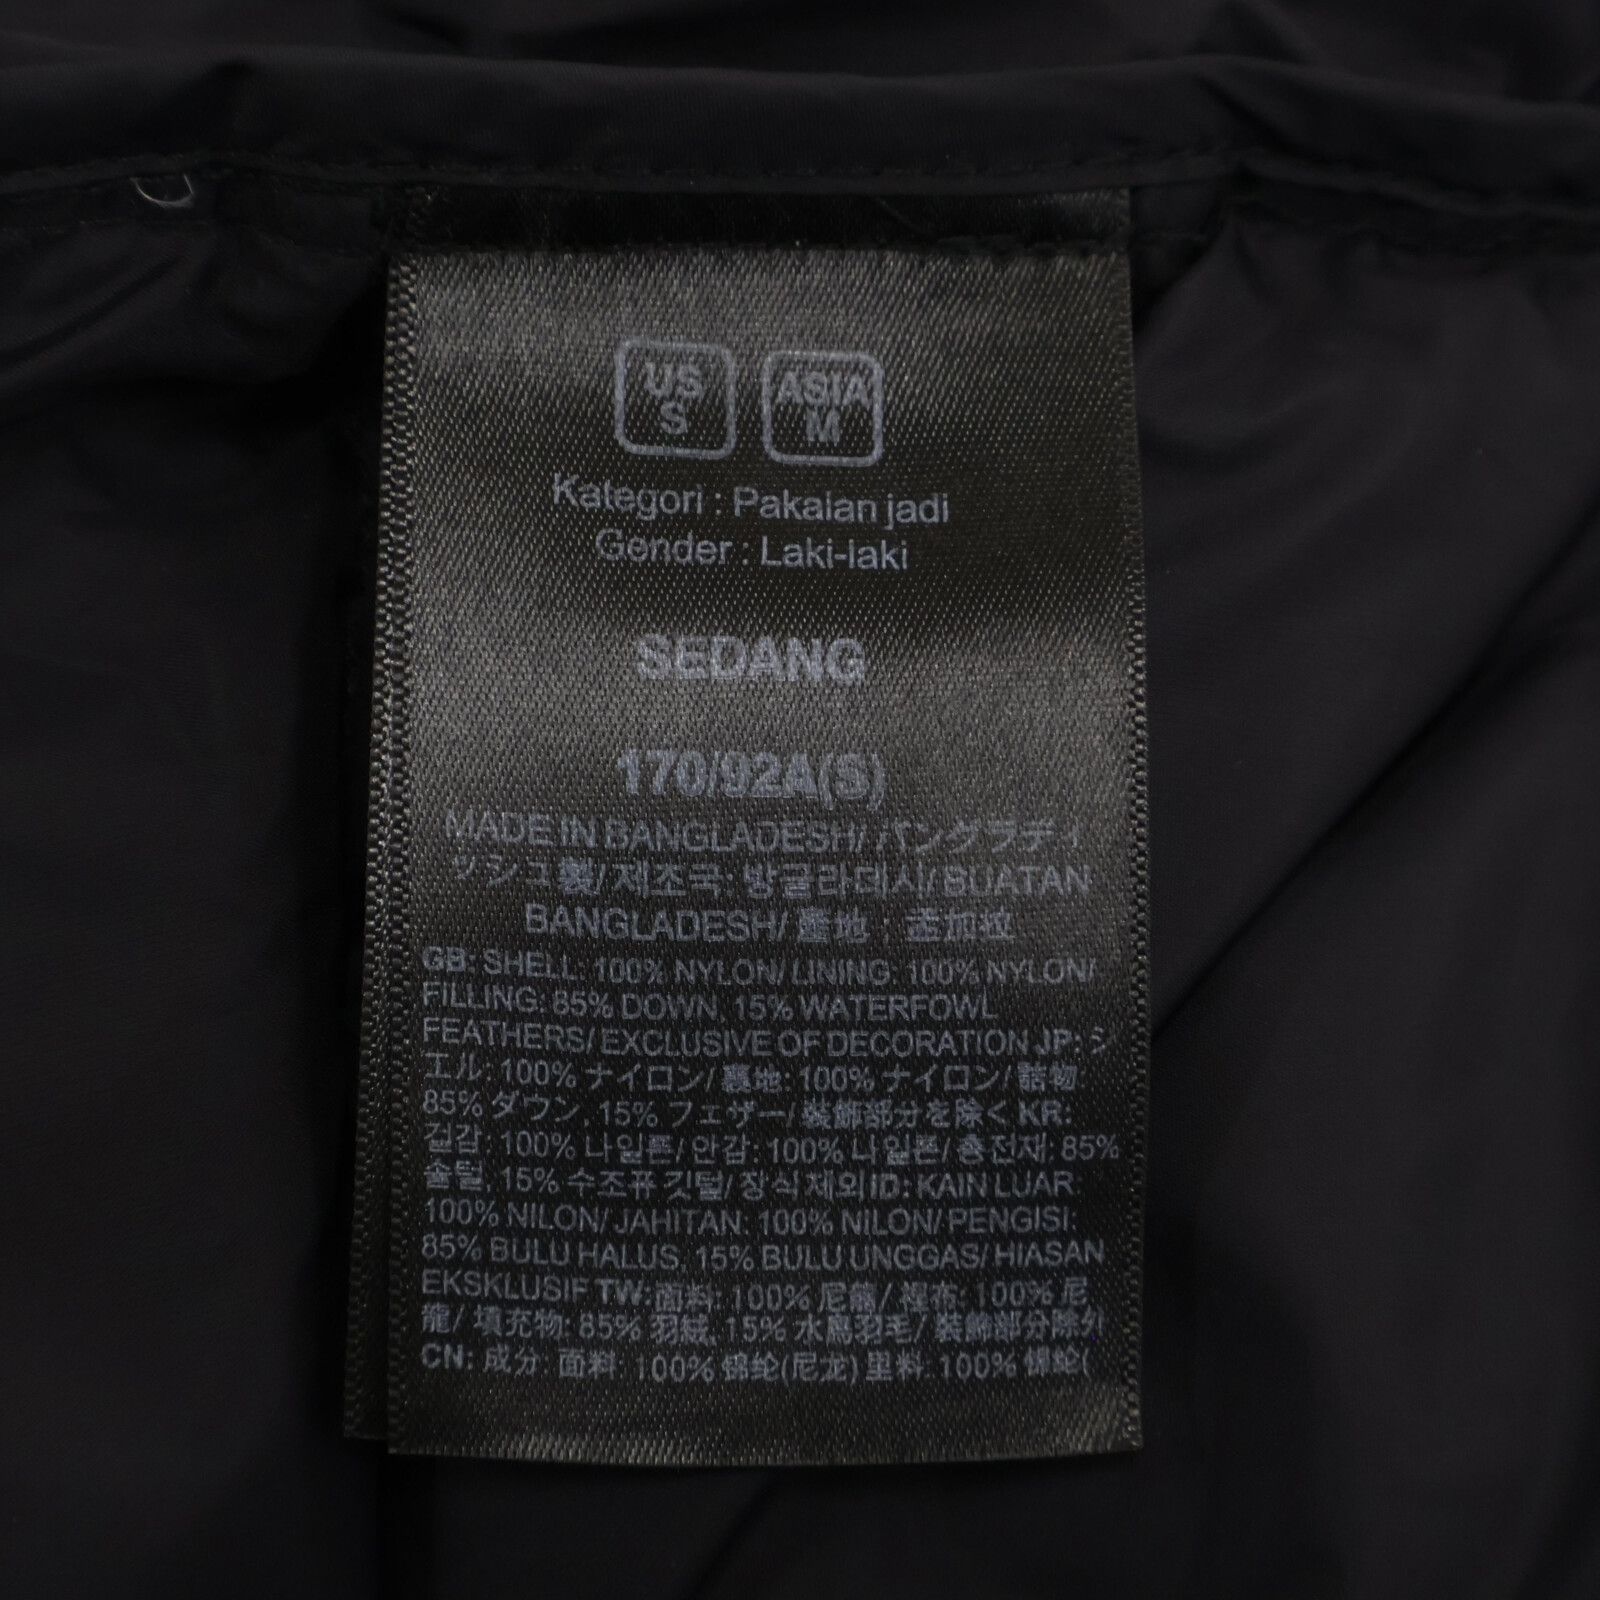 US
S
ASIA
M
Kategori : Pakaian jadi
Gender : Laki-laki
SEDANG
170/92A(S)
MADE IN BANGLADESH/ バングラディ
ッシュ製/ 제조국: 방글라데시/ BUATAN
BANGLADESH/ 產地 : 孟加拉
GB: SHELL: 100% NYLON/ LINING: 100% NYLON/
FILLING: 85% DOWN, 15% WATERFOWL
FEATHERS/ EXCLUSIVE OF DECORATION JP: シ
エル: 100% ナイロン/ 裏地: 100% ナイロン/ 詰物:
85% ダウン, 15% フェザー/ 装飾部分を除く KR:
겉감: 100% 나일론/ 안감: 100% 나일론/ 충전재: 85%
솜털, 15% 수조류 깃털/ 장식제외 ID: KAIN LUAR:
100% NILON/ JAHITAN: 100% NILON/ PENGISI:
85% BULU HALUS, 15% BULU UNGGAS/ HIASAN
EKSKLUSIF TW: 面料: 100% 尼龍/ 裡布: 100% 尼
龍/ 填充物: 85% 羽絨, 15% 水鳥羽毛/ 裝飾部分除外
CN: 成分: 面料: 100% 锦纶(尼龙) 里料: 100% 锦纶(